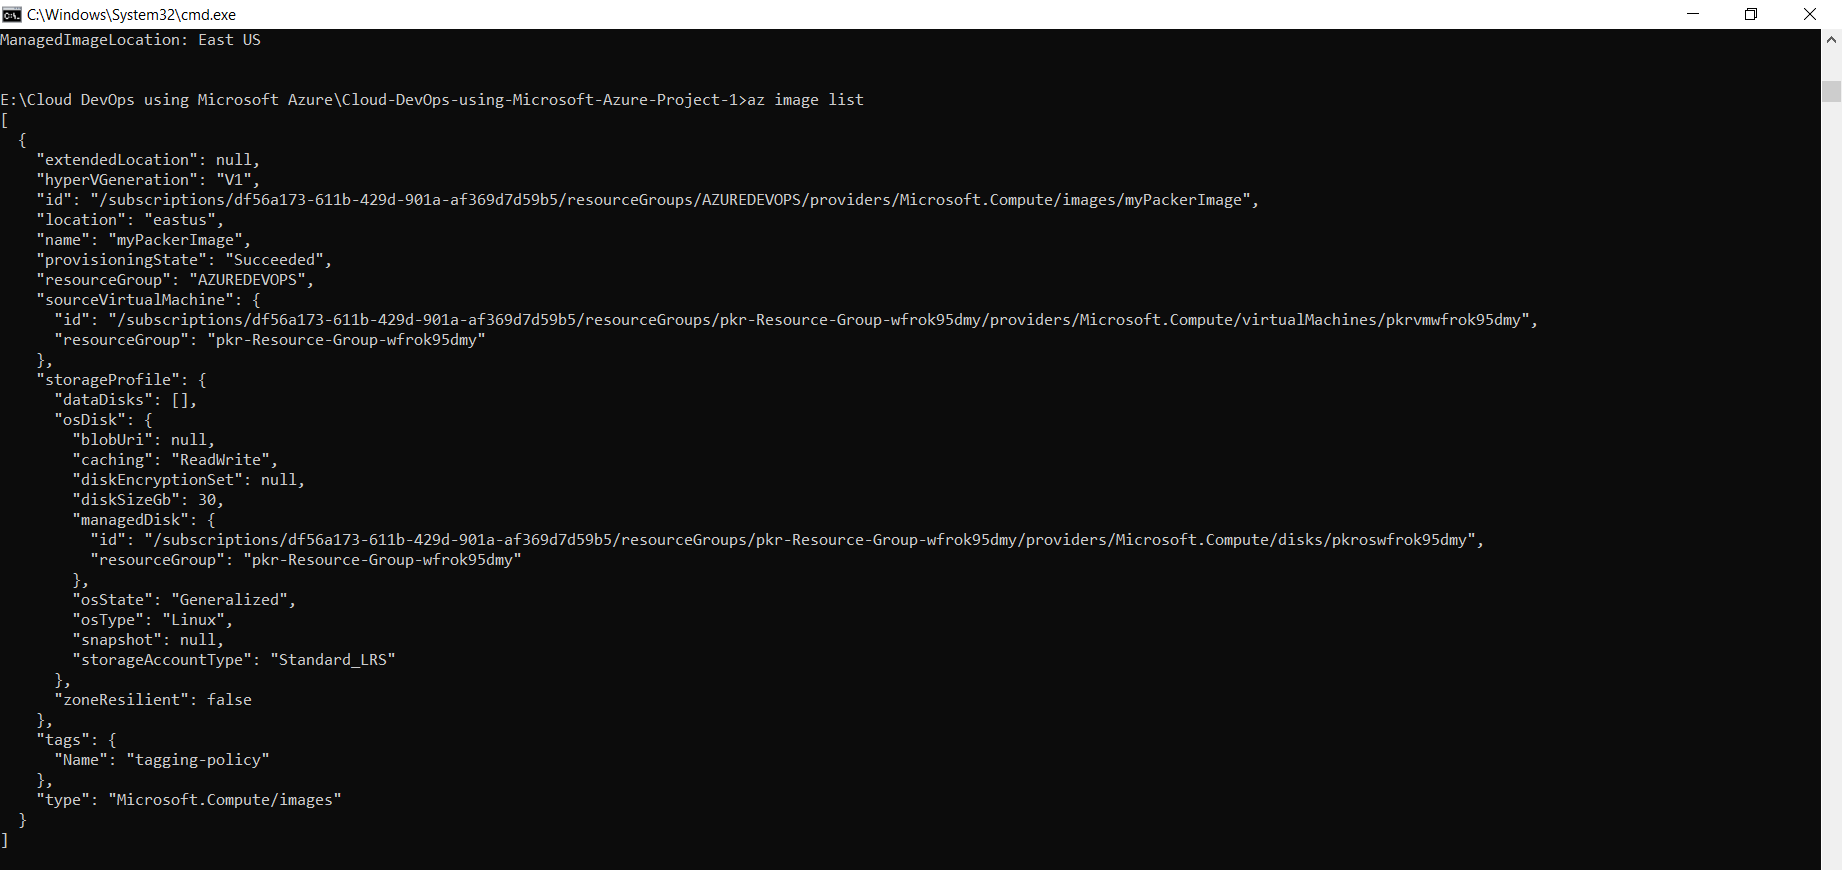 C:\Windows\System32\cmd.exe
ManagedImageLocation: East US
E:\Cloud DevOps using Microsoft Azure\Cloud-DevOps-using-Microsoft-Azure-Project-1>az image list
[
  {
    "extendedLocation": null,
    "hyperVGeneration": "V1",
    "id": "/subscriptions/df56a173-611b-429d-901a-af369d7d59b5/resourceGroups/AZUREDEVOPS/providers/Microsoft.Compute/images/myPackerImage",
    "location": "eastus",
    "name": "myPackerImage",
    "provisioningState": "Succeeded",
    "resourceGroup": "AZUREDEVOPS",
    "sourceVirtualMachine": {
      "id": "/subscriptions/df56a173-611b-429d-901a-af369d7d59b5/resourceGroups/pkr-Resource-Group-wfrok95dmy/providers/Microsoft.Compute/virtualMachines/pkrvmwfrok95dmy",
      "resourceGroup": "pkr-Resource-Group-wfrok95dmy"
    },
    "storageProfile": {
      "dataDisks": [],
      "osDisk": {
        "blobUri": null,
        "caching": "ReadWrite",
        "diskEncryptionSet": null,
        "diskSizeGb": 30,
        "managedDisk": {
          "id": "/subscriptions/df56a173-611b-429d-901a-af369d7d59b5/resourceGroups/pkr-Resource-Group-wfrok95dmy/providers/Microsoft.Compute/disks/pkroswfrok95dmy",
          "resourceGroup": "pkr-Resource-Group-wfrok95dmy"
        },
        "osState": "Generalized",
        "osType": "Linux",
        "snapshot": null,
        "storageAccountType": "Standard_LRS"
      },
      "zoneResilient": false
    },
    "tags": {
      "Name": "tagging-policy"
    },
    "type": "Microsoft.Compute/images"
  }
]